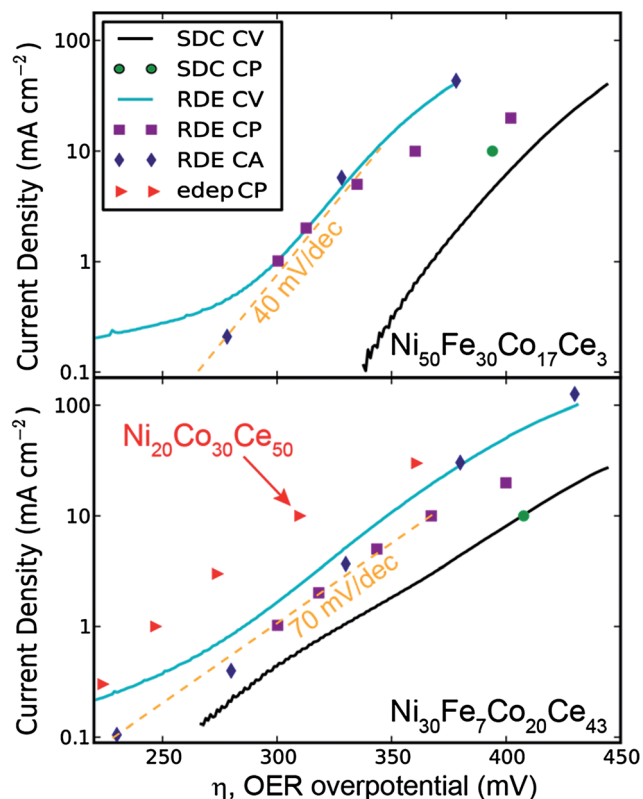 SDC CV
SDC CP
RDE CV
RDE CP
RDE CA
edep CP
100
10
1
0.1
Current Density (mA cm⁻²)
40 mV/dec
Ni₅₀Fe₃₀Co₁₇Ce₃
100
10
1
0.1
Current Density (mA cm⁻²)
Ni₂₀Co₃₀Ce₅₀
70 mV/dec
Ni₃₀Fe₇Co₂₀Ce₄₃
250 300 350 400 450
η, OER overpotential (mV)